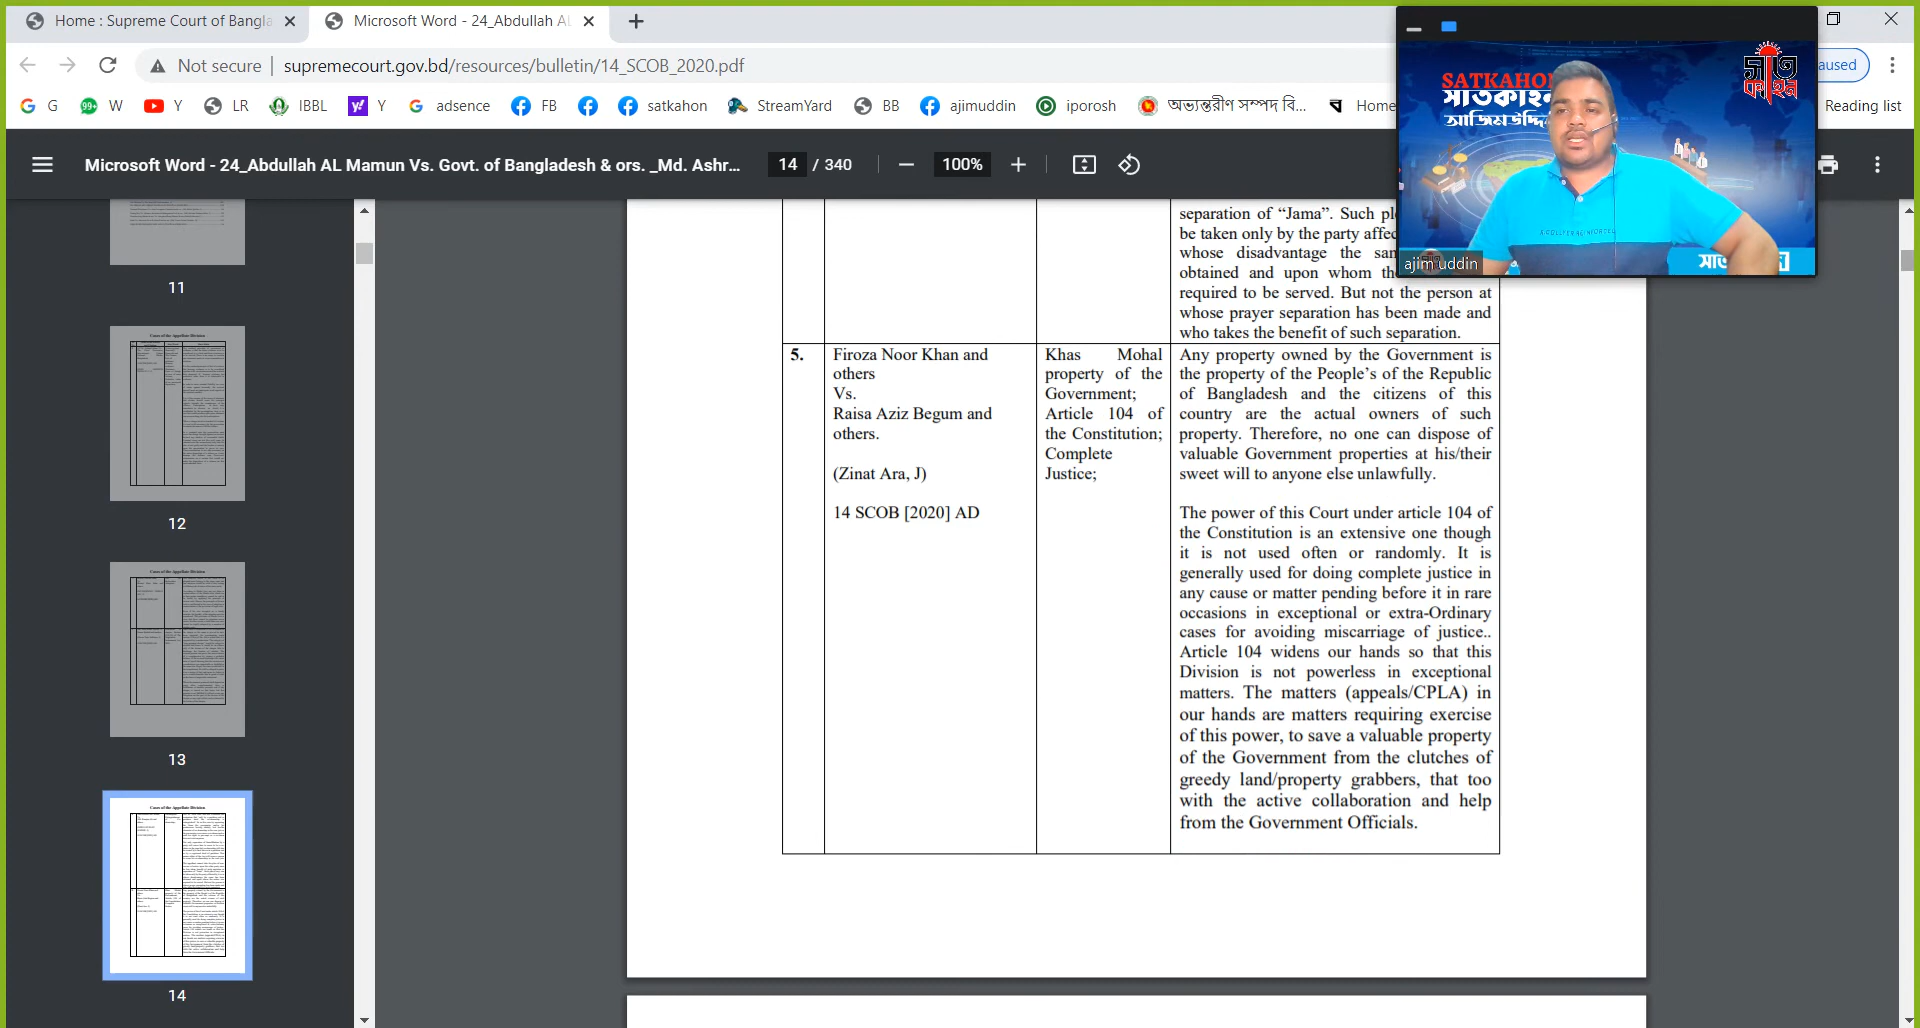 Home : Supreme Court of Bangla
Microsoft Word - 24_Abdullah AL
Not secure | supremecourt.gov.bd/resources/bulletin/14_SCOB_2020.pdf
aused
G
W
Y
LR
IBBL
Y
adsence
FB
satkahon
StreamYard
BB
ajimuddin
iporosh
অভ্যন্তরীণ সম্পদ বি...
Home
Reading list
Microsoft Word - 24_Abdullah AL Mamun Vs. Govt. of Bangladesh & ors. _Md. Ashr...
14 / 340
100%
SATKAHON
সাতকাহন
আজিমউদ্দি
সাত
কাহন
ajim uddin
11
12
13
14
separation of “Jama”. Such
be taken only by the party
whose disadvantage the
obtained and upon whom
required to be served. But not the person at
whose prayer separation has been made and
who takes the benefit of such separation.
5.
Firoza Noor Khan and
others
Vs.
Raisa Aziz Begum and
others.
(Zinat Ara, J)
14 SCOB [2020] AD
Khas Mohal
property of the
Government;
Article 104 of
the Constitution;
Complete
Justice;
Any property owned by the Government is
the property of the People’s of the Republic
of Bangladesh and the citizens of this
country are the actual owners of such
property. Therefore, no one can dispose of
valuable Government properties at his/their
sweet will to anyone else unlawfully.
The power of this Court under article 104 of
the Constitution is an extensive one though
it is not used often or randomly. It is
generally used for doing complete justice in
any cause or matter pending before it in rare
occasions in exceptional or extra-Ordinary
cases for avoiding miscarriage of justice..
Article 104 widens our hands so that this
Division is not powerless in exceptional
matters. The matters (appeals/CPLA) in
our hands are matters requiring exercise
of this power, to save a valuable property
of the Government from the clutches of
greedy land/property grabbers, that too
with the active collaboration and help
from the Government Officials.